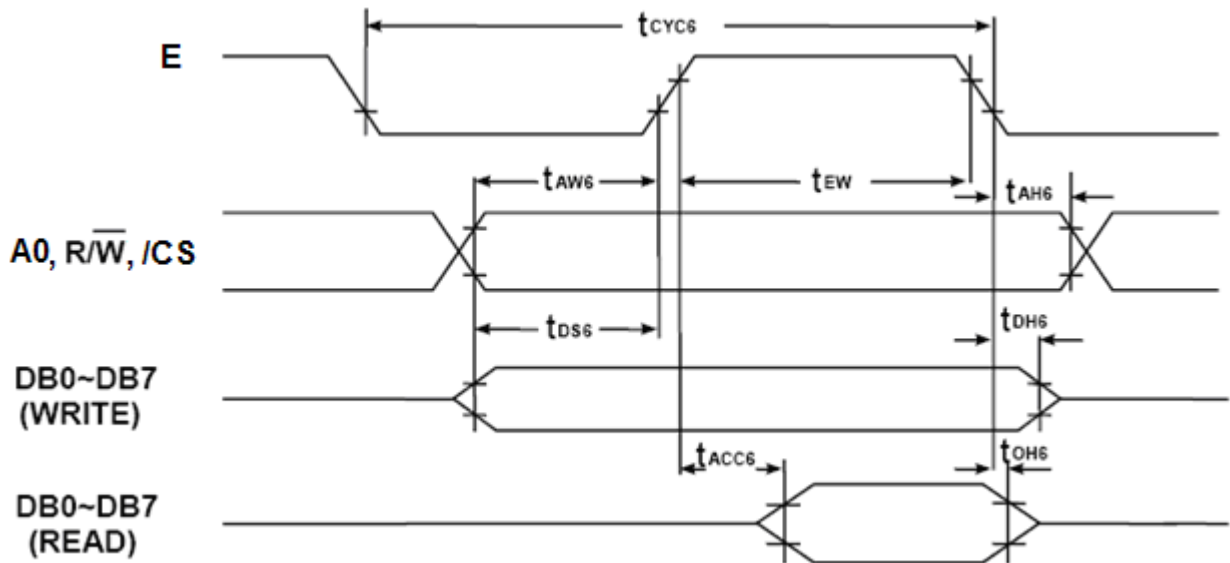 tCYC6
E
tAW6
tEW
tAH6
A0, R/W̅, /CS
tDS6
tDH6
DB0~DB7
(WRITE)
tACC6
tOH6
DB0~DB7
(READ)